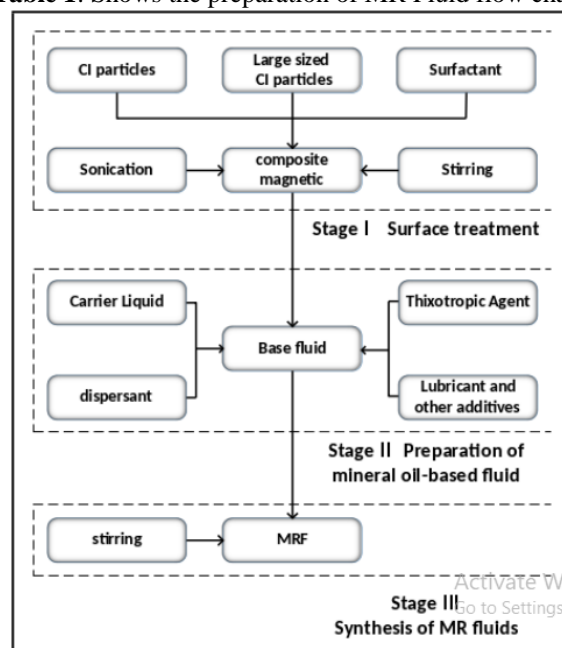 Table 1. Shows the preparation of MR Fluid flow
CI particles
Large sized
CI particles
Surfactant
Sonication
composite
magnetic
Stirring
Stage I Surface treatment
Carrier Liquid
Thixotropic Agent
Base fluid
dispersant
Lubricant and
other additives
Stage II Preparation of
mineral oil-based fluid
stirring
MRF
Activate W
Stage III
Go to Settings
Synthesis of MR fluids